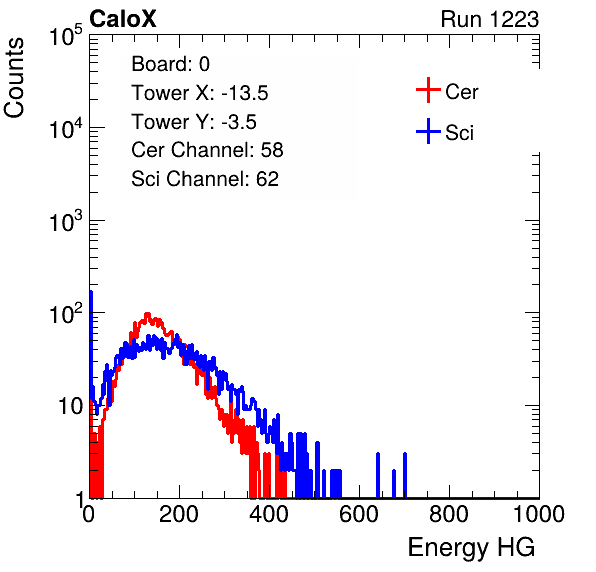 CaloX Run 1223
Counts
10^5
10^4
10^3
10^2
10
1
Board: 0
Tower X: -13.5
Tower Y: -3.5
Cer Channel: 58
Sci Channel: 62
Cer
Sci
0 200 400 600 800 1000
Energy HG